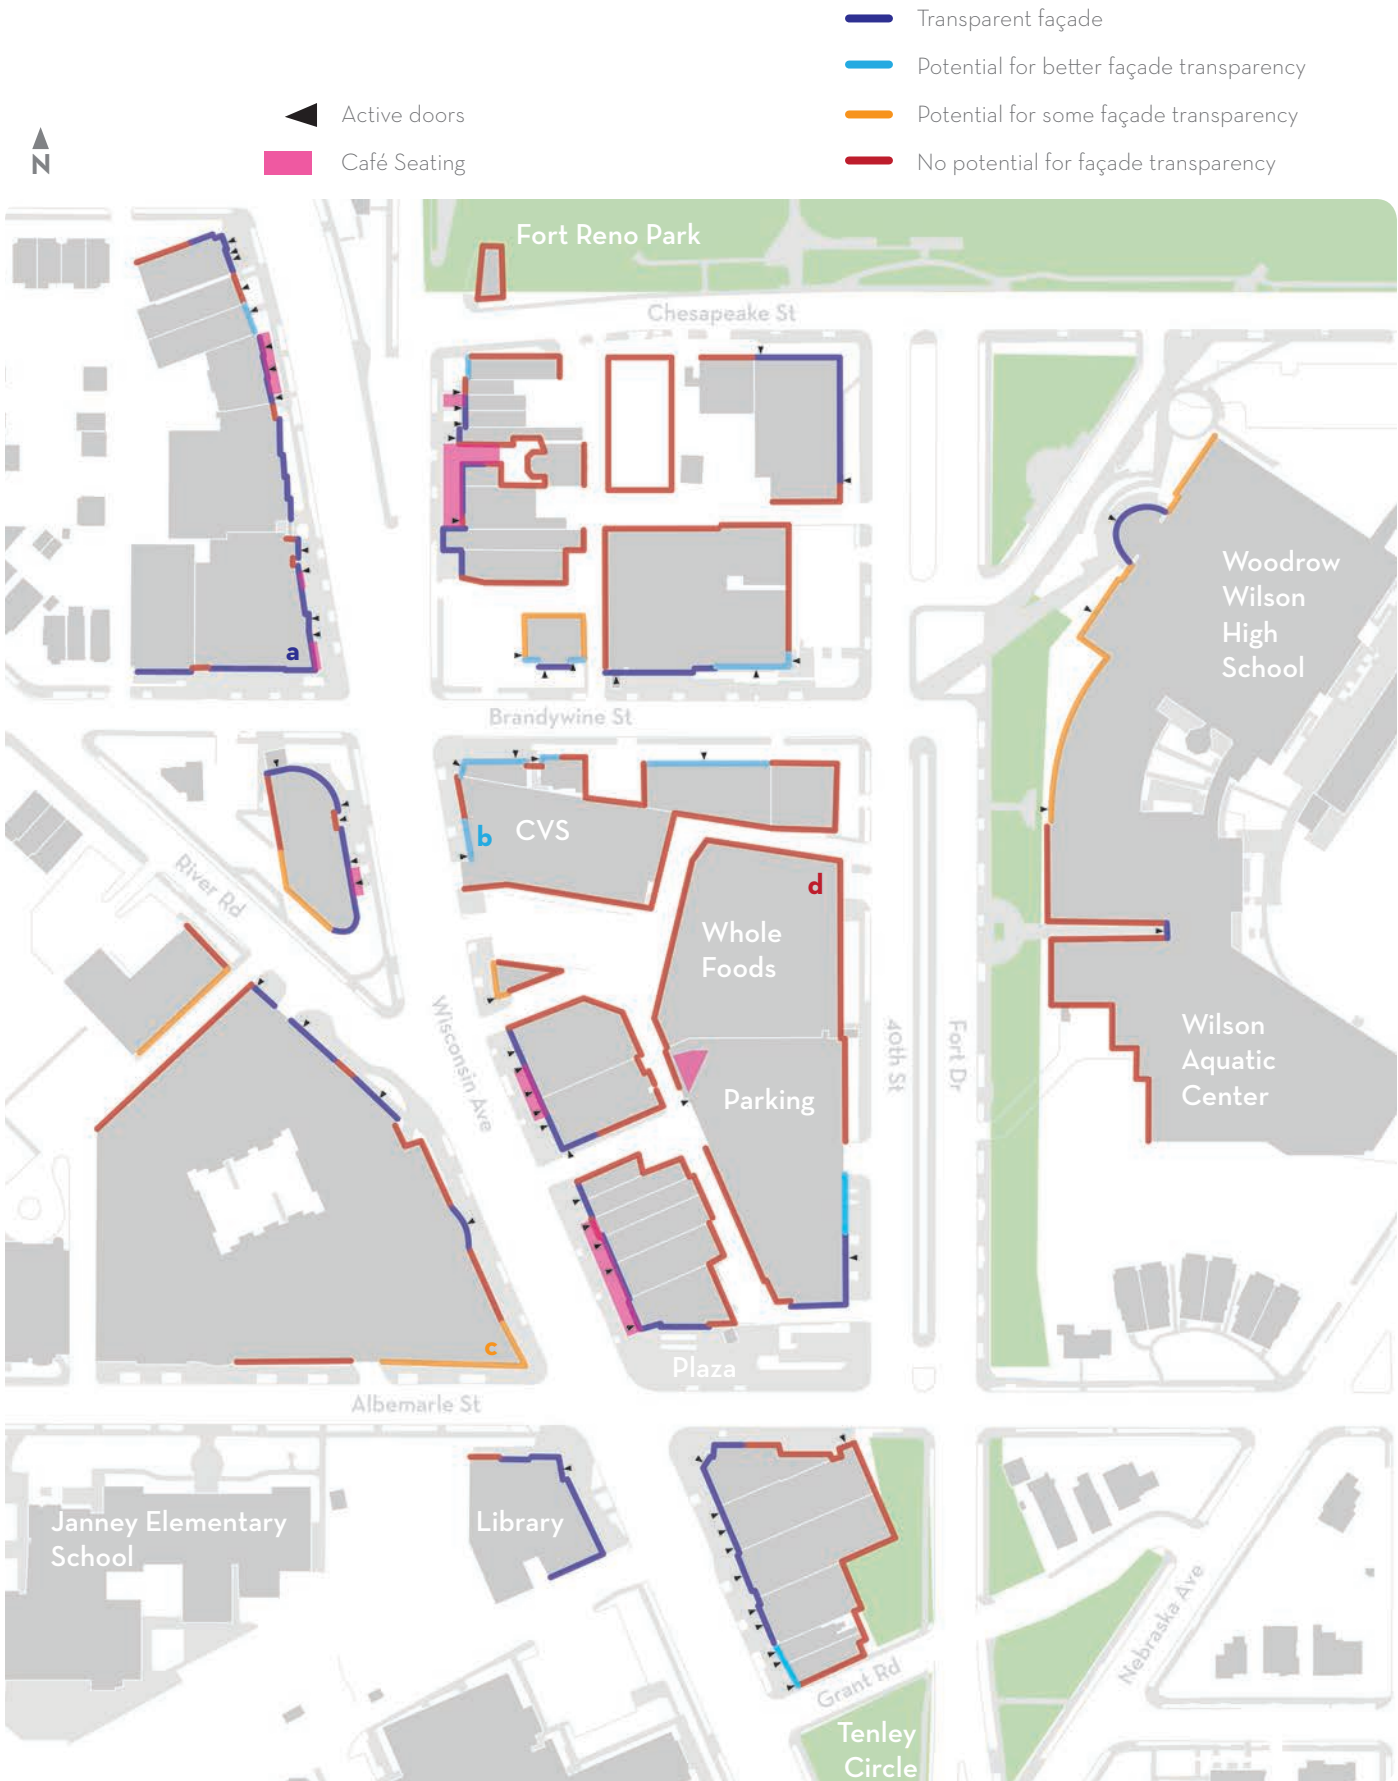 Transparent façade
Potential for better façade transparency
Active doors
Potential for some façade transparency
N
Café Seating
No potential for façade transparency
Fort Reno Park
Chesapeake St
Woodrow
Wilson
High
School
a
Brandywine St
b
CVS
River Rd
d
Whole
Foods
Wisconsin Ave
40th St
Fort Dr
Wilson
Aquatic
Center
Parking
c
Plaza
Albemarle St
Janney Elementary
School
Library
Nebraska Ave
Grant Rd
Tenley
Circle